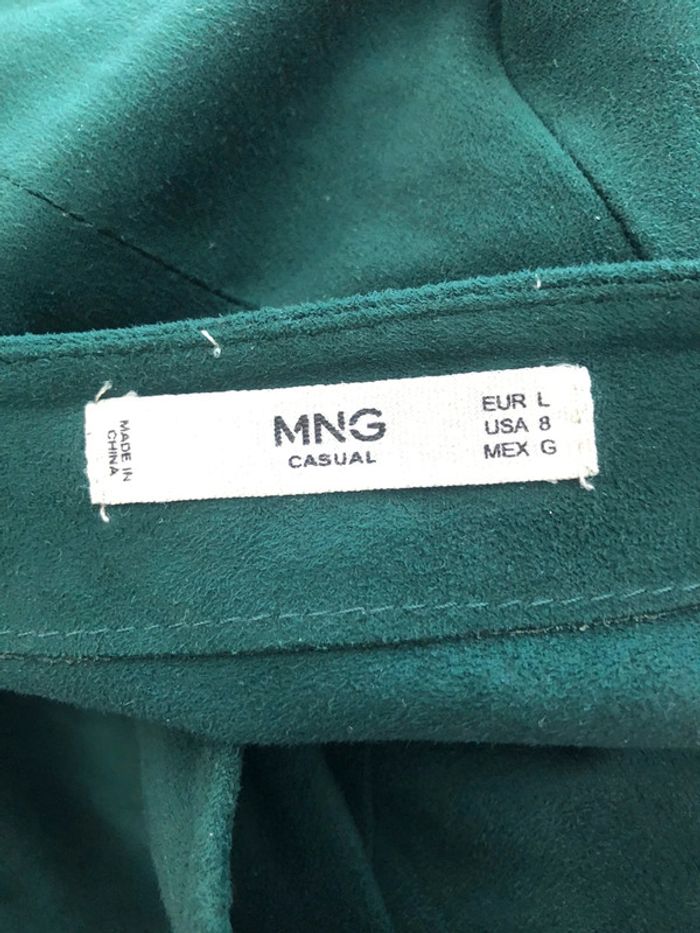 MADE IN
CHINA
MNG
CASUAL
EUR L
USA 8
MEX G